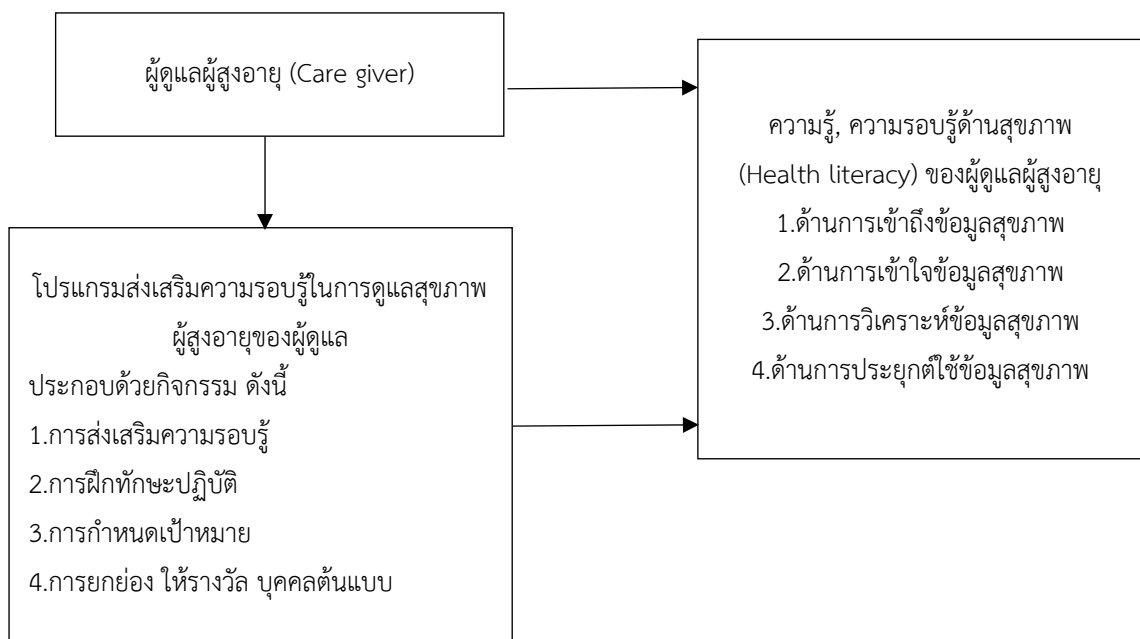 ผู้ดูแลผู้สูงอายุ (Care giver)
ความรู้, ความรอบรู้ด้านสุขภาพ
(Health literacy) ของผู้ดูแลผู้สูงอายุ
1.ด้านการเข้าถึงข้อมูลสุขภาพ
2.ด้านการเข้าใจข้อมูลสุขภาพ
3.ด้านการวิเคราะห์ข้อมูลสุขภาพ
4.ด้านการประยุกต์ใช้ข้อมูลสุขภาพ
โปรแกรมส่งเสริมความรอบรู้ในการดูแลสุขภาพ
ผู้สูงอายุของผู้ดูแล
ประกอบด้วยกิจกรรม ดังนี้
1.การส่งเสริมความรอบรู้
2.การฝึกทักษะปฏิบัติ
3.การกำหนดเป้าหมาย
4.การยกย่อง ให้รางวัล บุคคลต้นแบบ